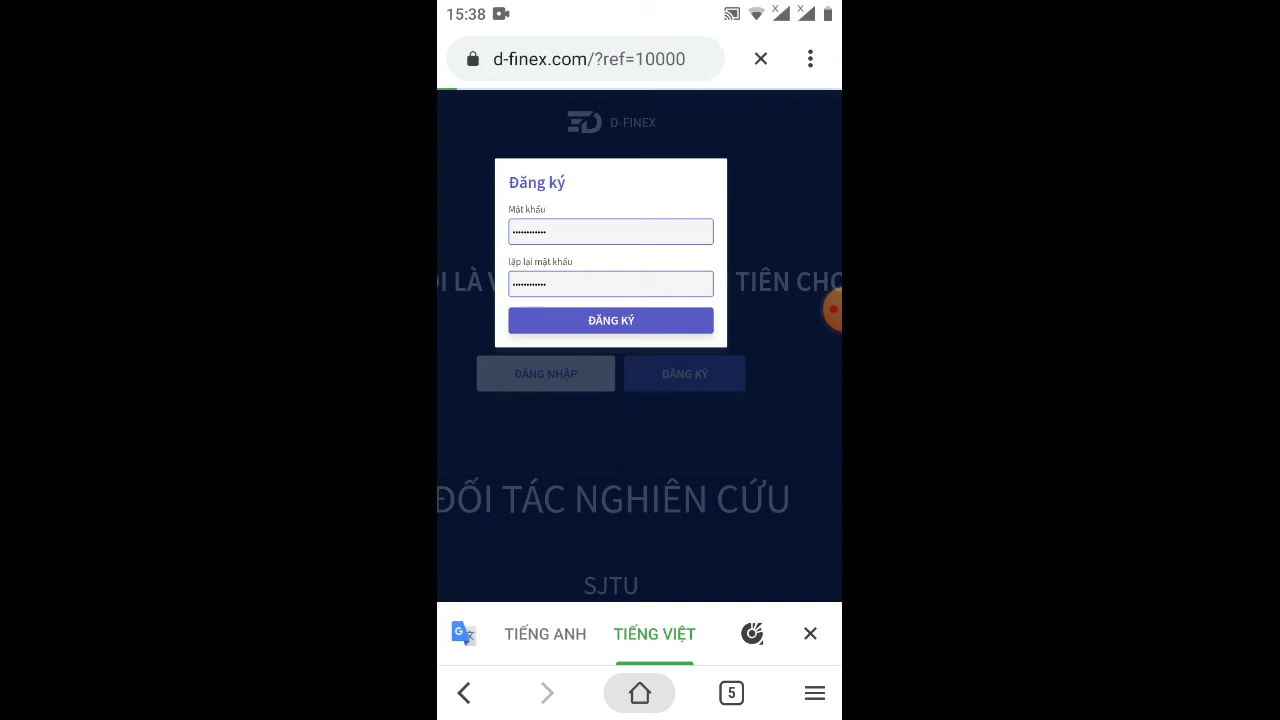 15:38
d-finex.com/?ref=10000
D-FINEX
Đăng ký
Mật khẩu
••••••••••••
lặp lại mật khẩu
••••••••••••
ĐĂNG KÝ
I LÀ V TIÊN CHO
ĐĂNG NHẬP ĐĂNG KÝ
ĐỐI TÁC NGHIÊN CỨU
SJTU
TIẾNG ANH TIẾNG VIỆT
5